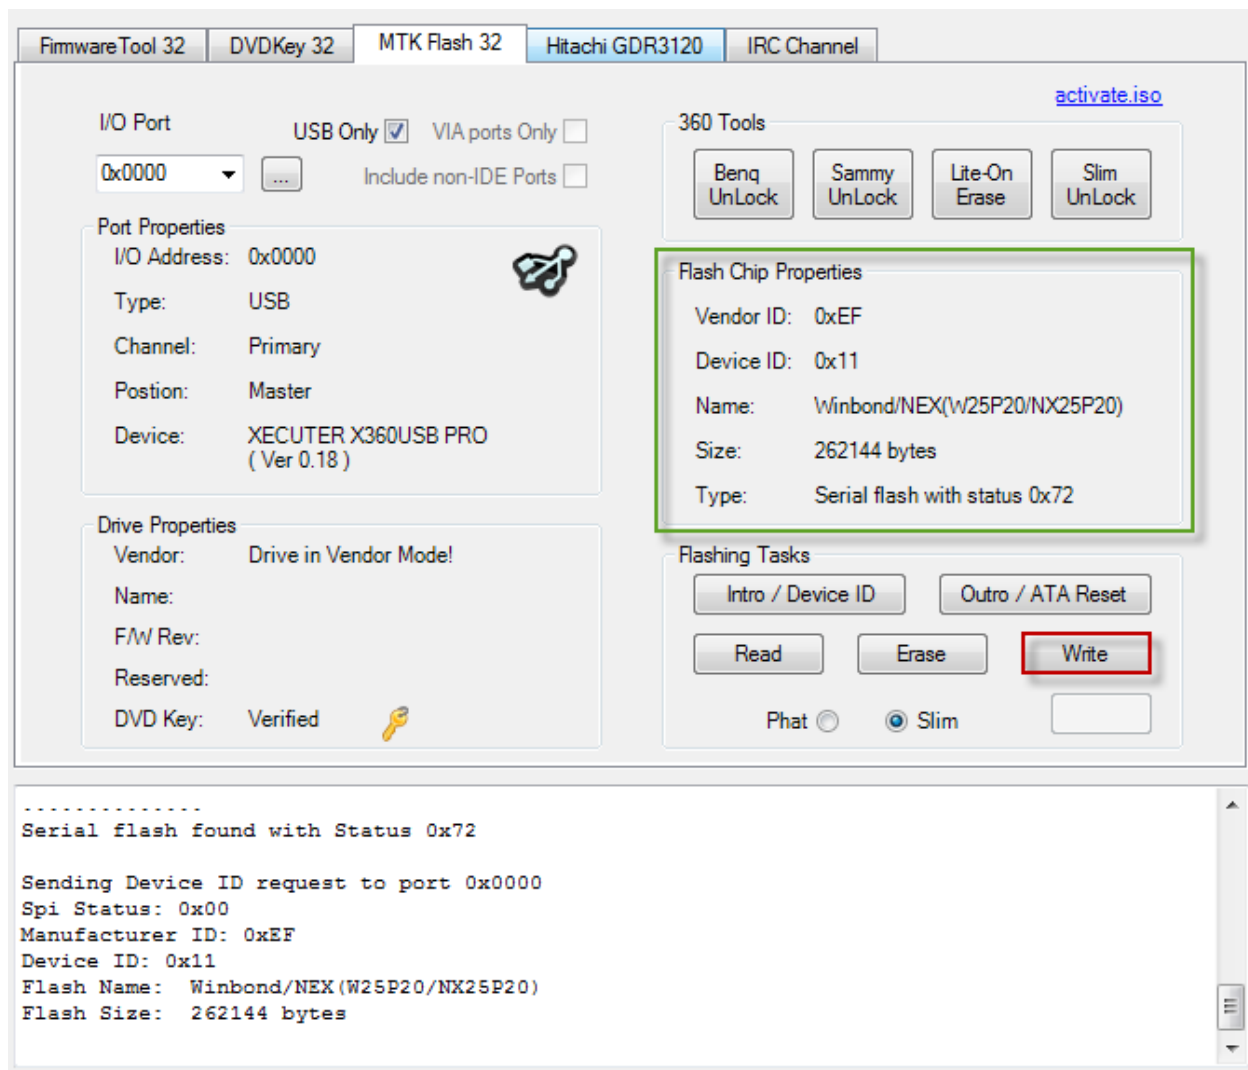 FirmwareTool 32 DVDKey 32 MTK Flash 32 Hitachi GDR3120 IRC Channel
activate.iso
I/O Port
USB Only VIA ports Only
0x0000 ... Include non-IDE Ports
Port Properties
I/O Address: 0x0000
Type: USB
Channel: Primary
Postion: Master
Device: XECUTER X360USB PRO
( Ver 0.18 )
Drive Properties
Vendor: Drive in Vendor Mode!
Name:
F/W Rev:
Reserved:
DVD Key: Verified
360 Tools
Benq UnLock Sammy UnLock Lite-On Erase Slim UnLock
Flash Chip Properties
Vendor ID: 0xEF
Device ID: 0x11
Name: Winbond/NEX(W25P20/NX25P20)
Size: 262144 bytes
Type: Serial flash with status 0x72
Flashing Tasks
Intro / Device ID Outro / ATA Reset
Read Erase Write
Phat Slim
..............
Serial flash found with Status 0x72
Sending Device ID request to port 0x0000
Spi Status: 0x00
Manufacturer ID: 0xEF
Device ID: 0x11
Flash Name: Winbond/NEX(W25P20/NX25P20)
Flash Size: 262144 bytes